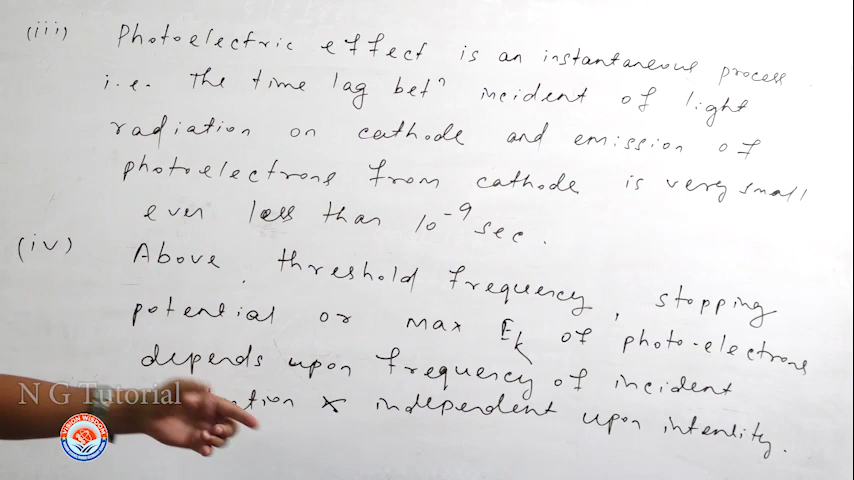 (iii) Photoelectric effect is an instantaneous process
i.e. the time lag betⁿ incident of light
radiation on cathode and emission of
photoelectrons from cathode is very small
even less than 10⁻⁹ sec.
(iv) Above threshold frequency, stopping
potential or max Eₖ of photo-electrons
depends upon frequency of incident
independent upon intensity.
N G Tutorial
VISION WISDOM